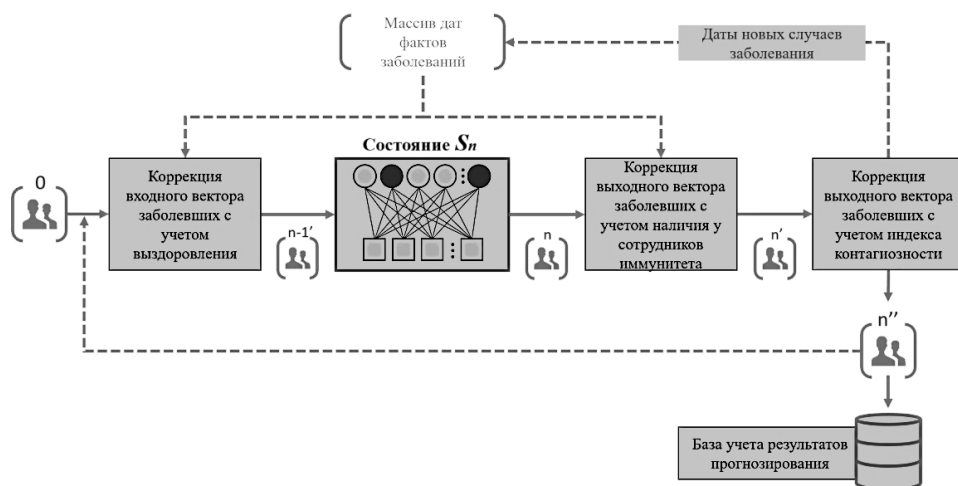 Массив дат
фактов
заболеваний
Даты новых случаев
заболевания
Состояние Sn
0
Коррекция
входного вектора
заболевших с
учетом
выздоровления
n-1'
n
Коррекция
выходного вектора
заболевших с
учетом наличия у
сотрудников
иммунитета
n'
Коррекция
выходного вектора
заболевших с
учетом индекса
контагиозности
n''
База учета результатов
прогнозирования